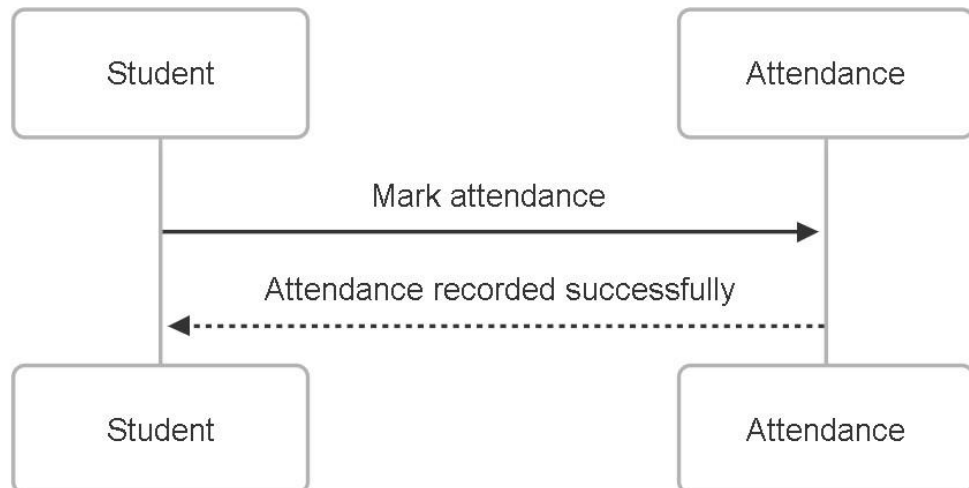 Student
Attendance
Mark attendance
Attendance recorded successfully
Student
Attendance